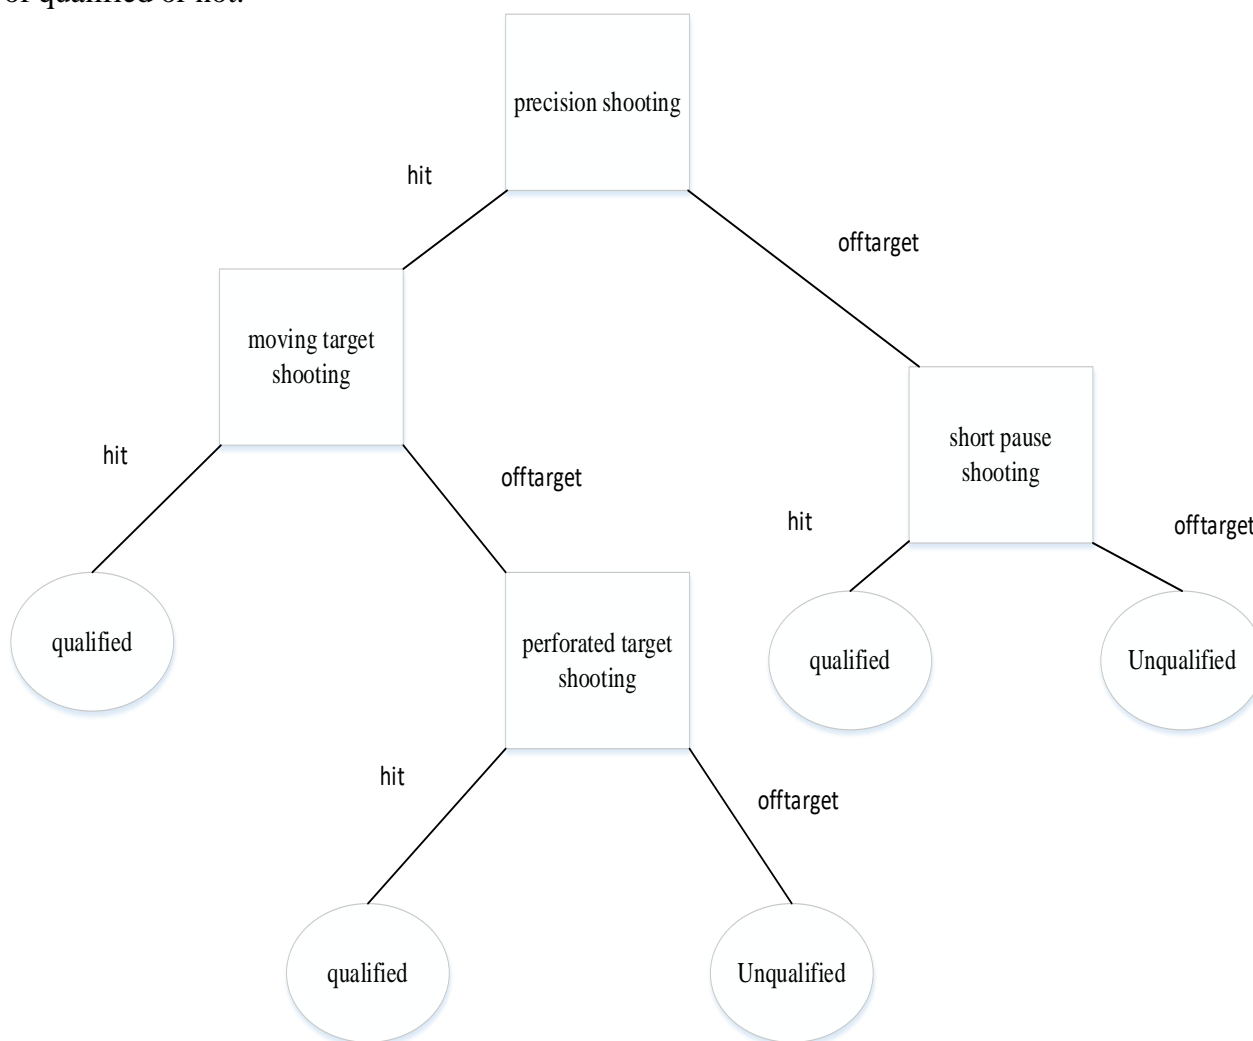 of qualified or not.
precision shooting
hit
offtarget
moving target
shooting
short pause
shooting
hit
offtarget
hit
offtarget
qualified
perforated target
shooting
qualified
Unqualified
hit
offtarget
qualified
Unqualified